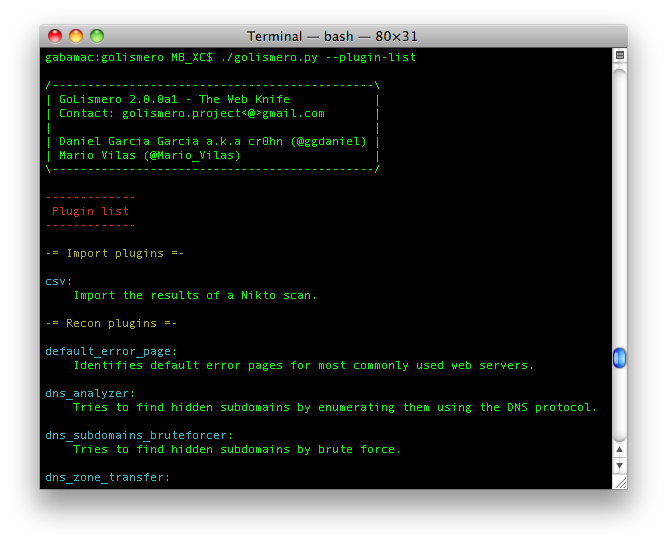 Terminal — bash — 80×31
gabamac:golismero MB_XC$ ./golismero.py --plugin-list
/----------------------------------------------\
| GoLismero 2.0.0a1 - The Web Knife            |
| Contact: golismero.project<@>gmail.com       |
|                                              |
| Daniel Garcia Garcia a.k.a cr0hn (@ggdaniel) |
| Mario Vilas (@Mario_Vilas)                   |
\----------------------------------------------/
-------------
 Plugin list
-------------
-= Import plugins =-
csv:
    Import the results of a Nikto scan.
-= Recon plugins =-
default_error_page:
    Identifies default error pages for most commonly used web servers.
dns_analyzer:
    Tries to find hidden subdomains by enumerating them using the DNS protocol.
dns_subdomains_bruteforcer:
    Tries to find hidden subdomains by brute force.
dns_zone_transfer: